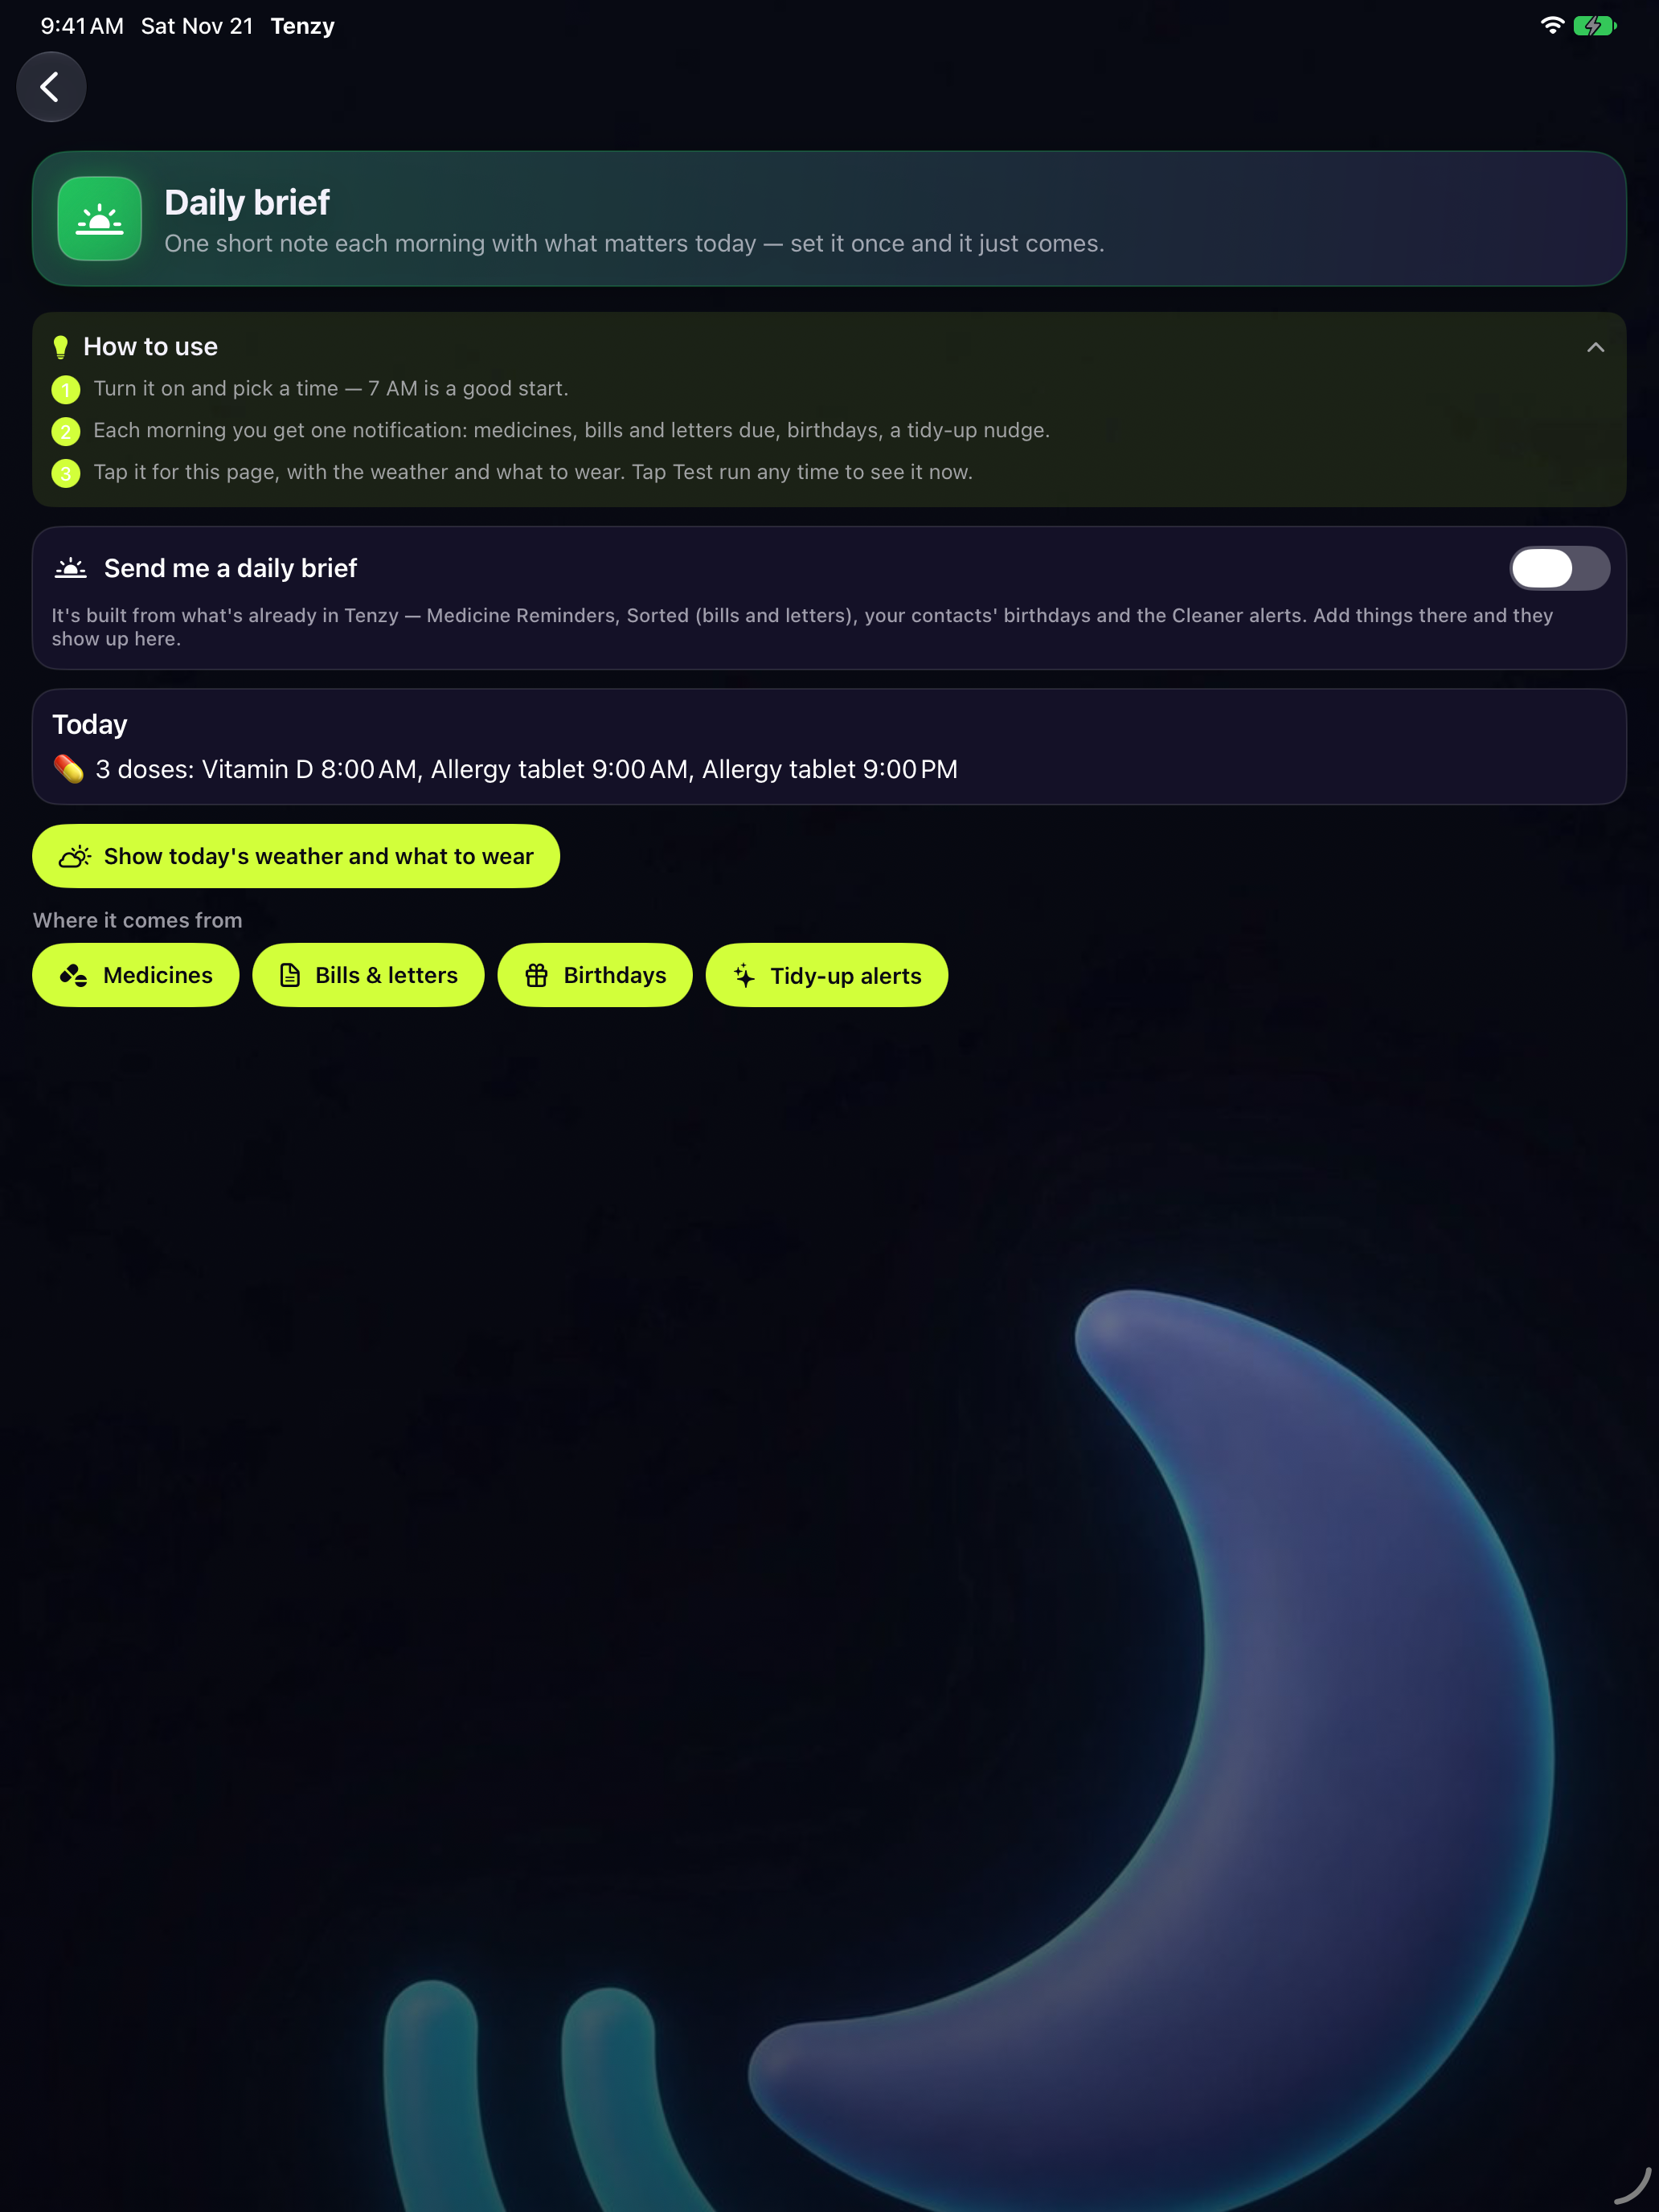 9:41 AM Sat Nov 21 Tenzy
Daily brief
One short note each morning with what matters today — set it once and it just comes.
How to use
1 Turn it on and pick a time — 7 AM is a good start.
2 Each morning you get one notification: medicines, bills and letters due, birthdays, a tidy-up nudge.
3 Tap it for this page, with the weather and what to wear. Tap Test run any time to see it now.
Send me a daily brief
It's built from what's already in Tenzy — Medicine Reminders, Sorted (bills and letters), your contacts' birthdays and the Cleaner alerts. Add things there and they
show up here.
Today
3 doses: Vitamin D 8:00 AM, Allergy tablet 9:00 AM, Allergy tablet 9:00 PM
Show today's weather and what to wear
Where it comes from
Medicines Bills & letters Birthdays Tidy-up alerts